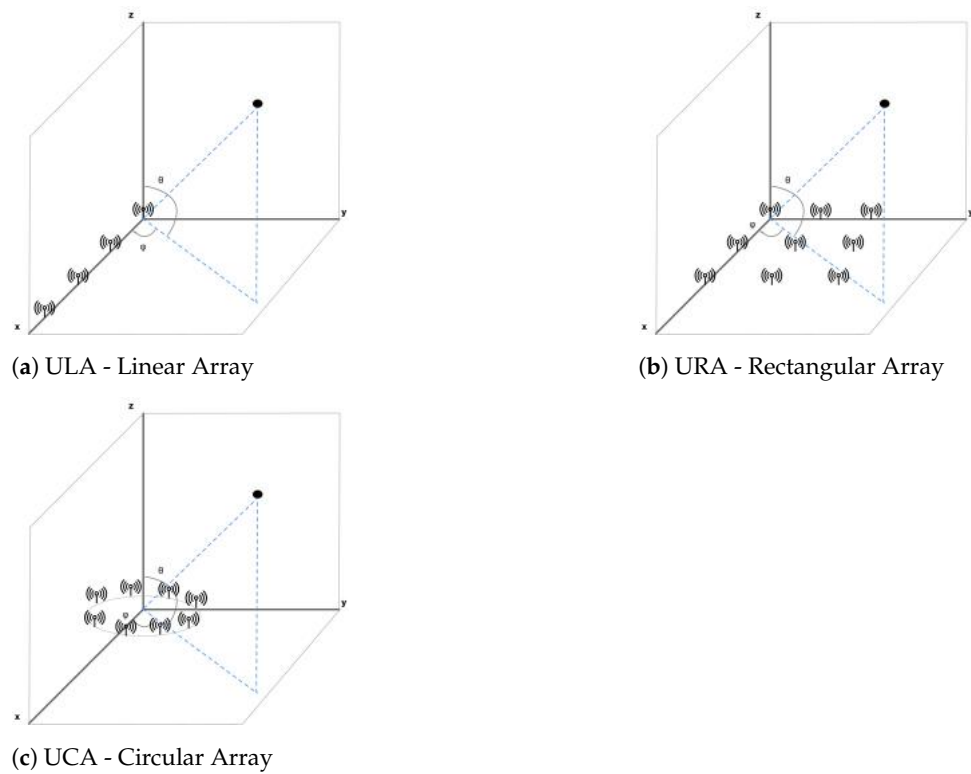 z
θ
y
φ
x
(a) ULA - Linear Array
z
θ
y
φ
x
(b) URA - Rectangular Array
z
θ
y
φ
x
(c) UCA - Circular Array